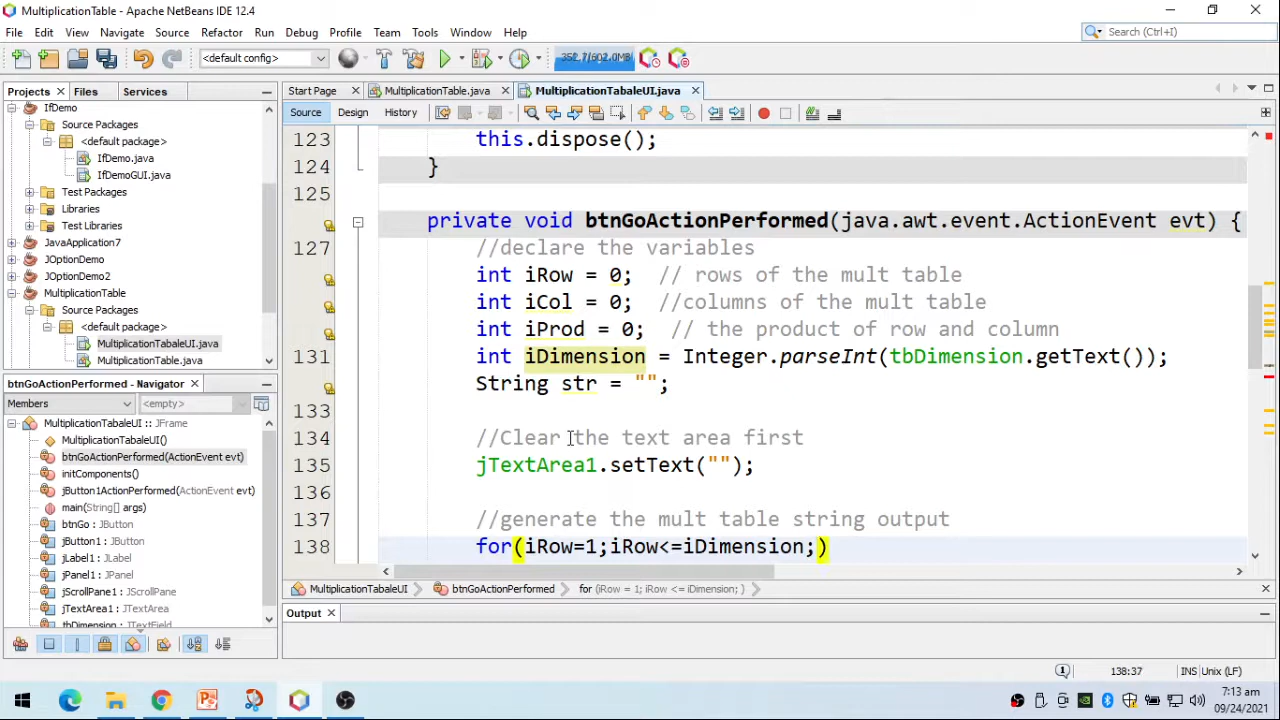 MultiplicationTable - Apache NetBeans IDE 12.4
File Edit View Navigate Source Refactor Run Debug Profile Team Tools Window Help
Search (Ctrl+I)
<default config>
352.7/602.0MB
Projects Files Services
Start Page MultiplicationTable.java MultiplicationTabaleUI.java
Source Design History
IfDemo
Source Packages
<default package>
IfDemo.java
IfDemoGUI.java
Test Packages
Libraries
Test Libraries
JavaApplication7
JOptionDemo
JOptionDemo2
MultiplicationTable
Source Packages
<default package>
MultiplicationTabaleUI.java
MultiplicationTable.java
btnGoActionPerformed - Navigator
Members
<empty>
MultiplicationTabaleUI :: JFrame
MultiplicationTabaleUI()
btnGoActionPerformed(ActionEvent evt)
initComponents()
jButton1ActionPerformed(ActionEvent evt)
main(String[] args)
btnGo : JButton
jButton1 : JButton
jLabel1 : JLabel
jPanel1 : JPanel
jScrollPane1 : JScrollPane
jTextArea1 : JTextArea
tbDimension : JTextField
123 this.dispose();
124 }
125
private void btnGoActionPerformed(java.awt.event.ActionEvent evt) {
127 //declare the variables
int iRow = 0; // rows of the mult table
int iCol = 0; //columns of the mult table
int iProd = 0; // the product of row and column
131 int iDimension = Integer.parseInt(tbDimension.getText());
String str = "";
133
134 //Clear the text area first
135 jTextArea1.setText("");
136
137 //generate the mult table string output
138 for(iRow=1;iRow<=iDimension;)
MultiplicationTabaleUI btnGoActionPerformed for (iRow = 1; iRow <= iDimension; )
Output
1 138:37 INS Unix (LF)
7:13 am
09/24/2021